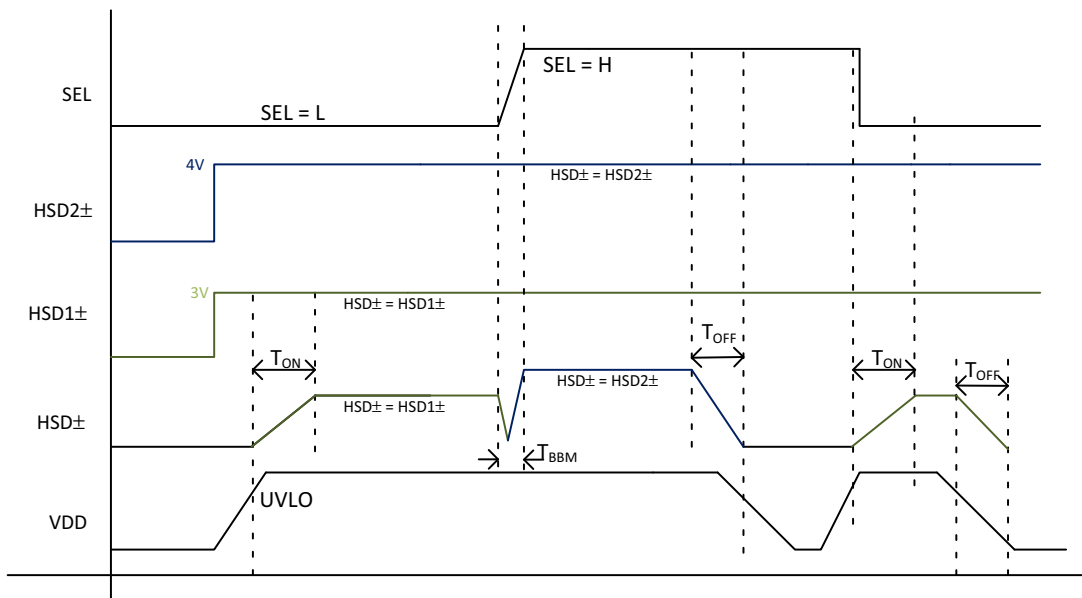 SEL
SEL = L
SEL = H
4V
HSD2±
HSD± = HSD2±
3V
HSD1±
HSD± = HSD1±
TON
TOFF
TON
TOFF
HSD±
HSD± = HSD1±
HSD± = HSD2±
TBBM
UVLO
VDD